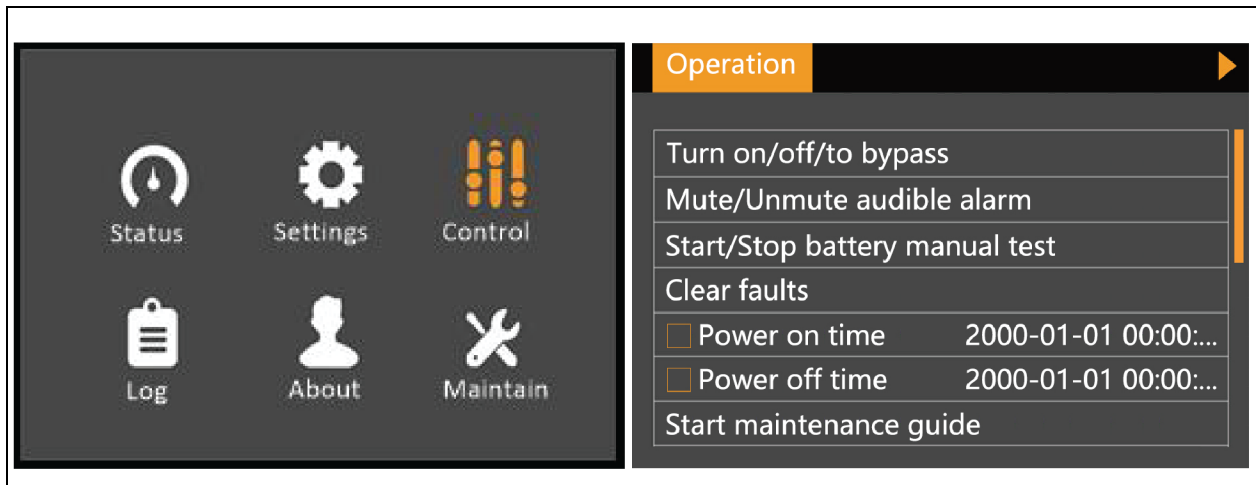 Status Settings Control
Log About Maintain
Operation
Turn on/off/to bypass
Mute/Unmute audible alarm
Start/Stop battery manual test
Clear faults
Power on time 2000-01-01 00:00:...
Power off time 2000-01-01 00:00:...
Start maintenance guide